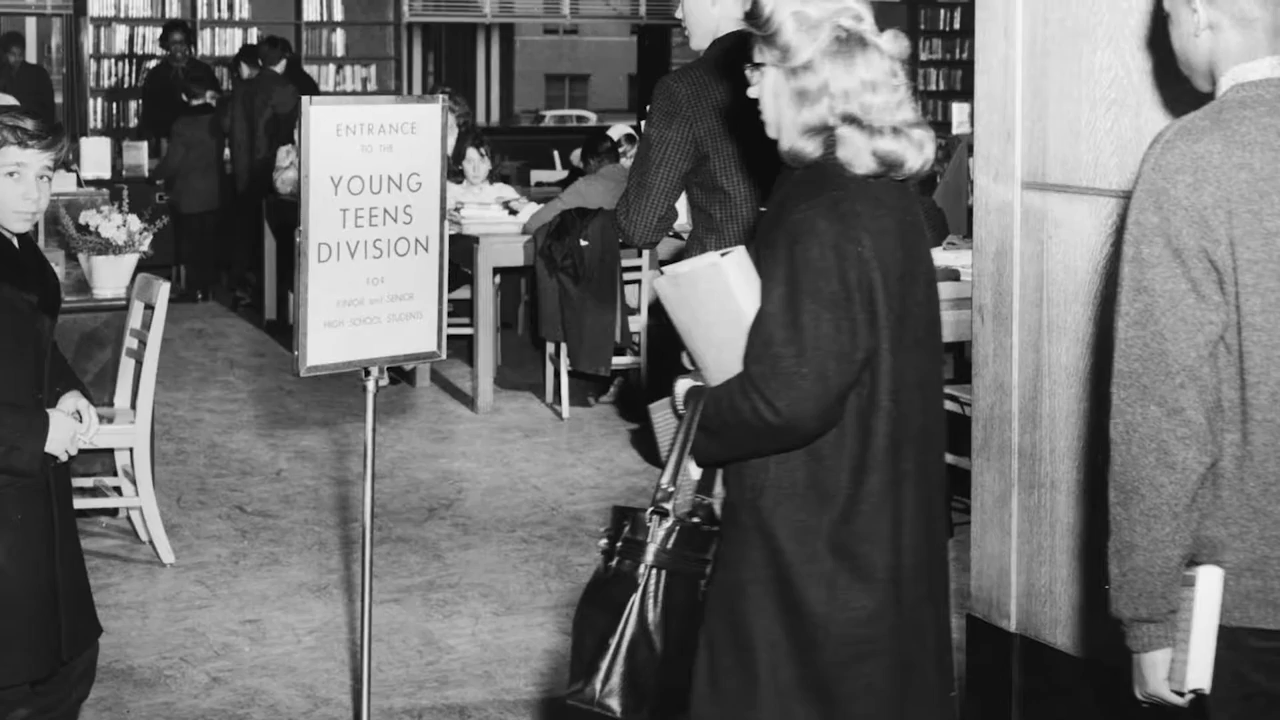 ENTRANCE
TO THE
YOUNG
TEENS
DIVISION
FOR
JUNIOR and SENIOR
HIGH SCHOOL STUDENTS